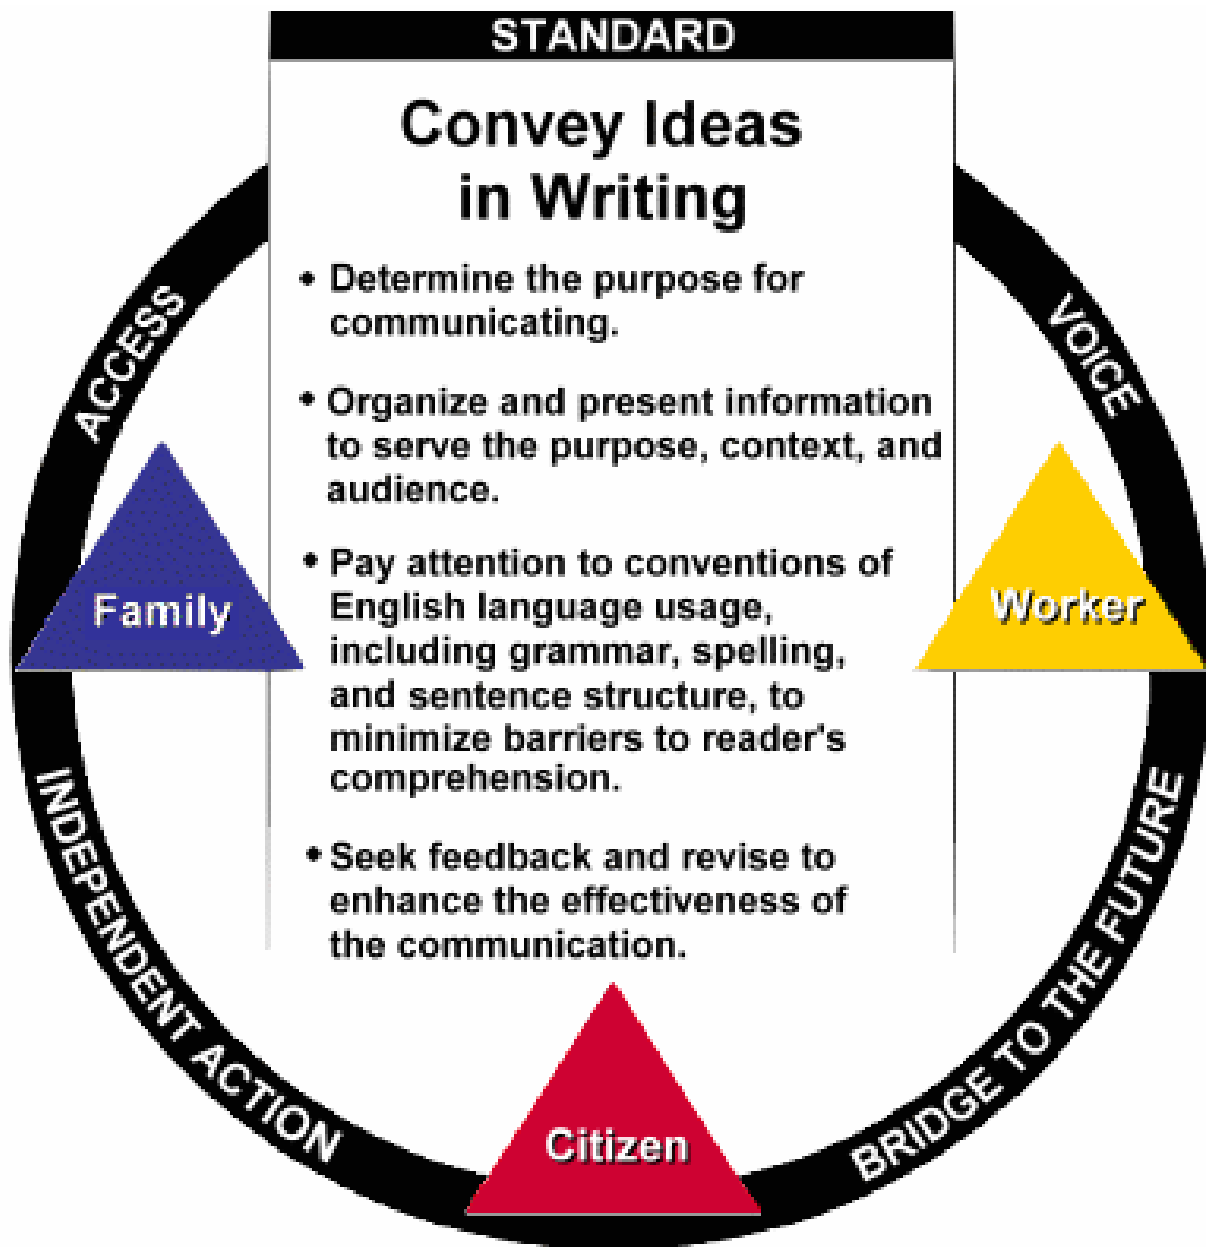 STANDARD
Convey Ideas
in Writing
• Determine the purpose for
communicating.
• Organize and present information
to serve the purpose, context, and
audience.
• Pay attention to conventions of
English language usage,
including grammar, spelling,
and sentence structure, to
minimize barriers to reader's
comprehension.
• Seek feedback and revise to
enhance the effectiveness of
the communication.
ACCESS
VOICE
Family
Worker
INDEPENDENT ACTION
BRIDGE TO THE FUTURE
Citizen